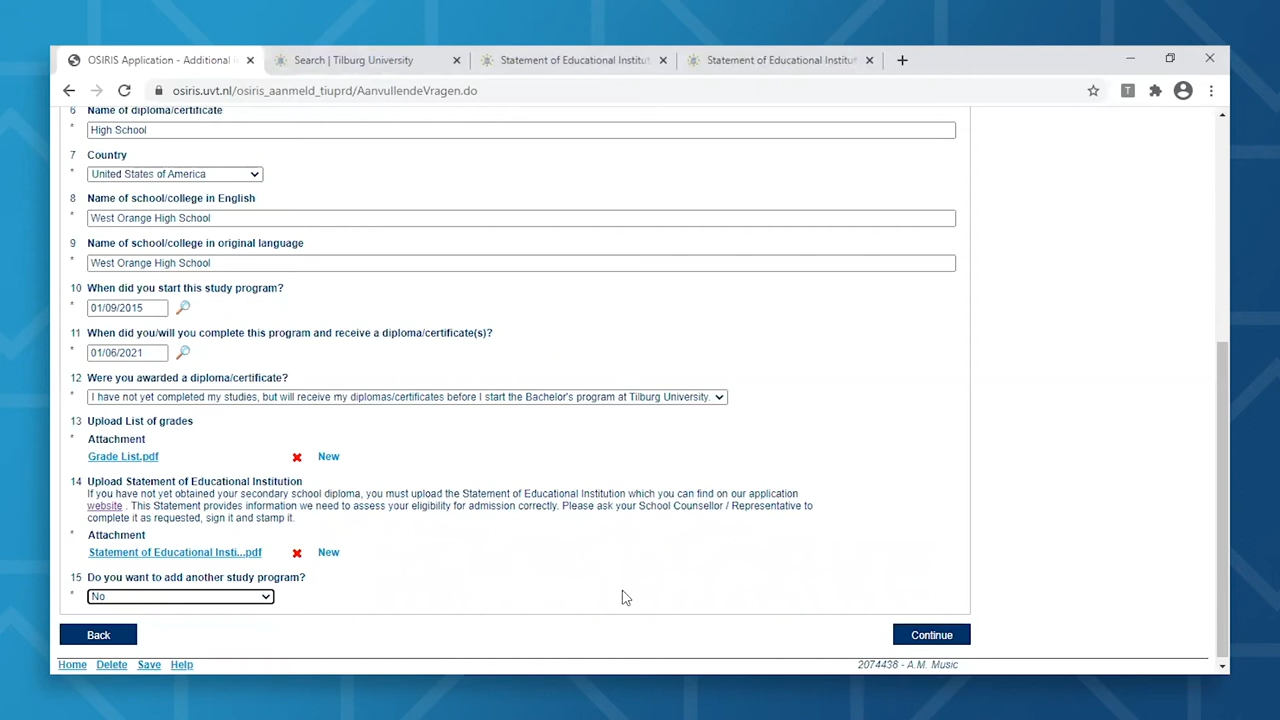 OSIRIS Application - Additional
Search | Tilburg University
Statement of Educational Institut
Statement of Educational Institut
osiris.uvt.nl/osiris_aanmeld_tiuprd/AanvullendeVragen.do
T
6 Name of diploma/certificate
* High School
7 Country
* United States of America
8 Name of school/college in English
* West Orange High School
9 Name of school/college in original language
* West Orange High School
10 When did you start this study program?
* 01/09/2015
11 When did you/will you complete this program and receive a diploma/certificate(s)?
* 01/06/2021
12 Were you awarded a diploma/certificate?
* I have not yet completed my studies, but will receive my diplomas/certificates before I start the Bachelor's program at Tilburg University.
13 Upload List of grades
* Attachment
Grade List.pdf New
14 Upload Statement of Educational Institution
If you have not yet obtained your secondary school diploma, you must upload the Statement of Educational Institution which you can find on our application
website . This Statement provides information we need to assess your eligibility for admission correctly. Please ask your School Counsellor / Representative to
complete it as requested, sign it and stamp it.
* Attachment
Statement of Educational Insti...pdf New
15 Do you want to add another study program?
* No
Back Continue
Home Delete Save Help 2074436 - A.M. Music